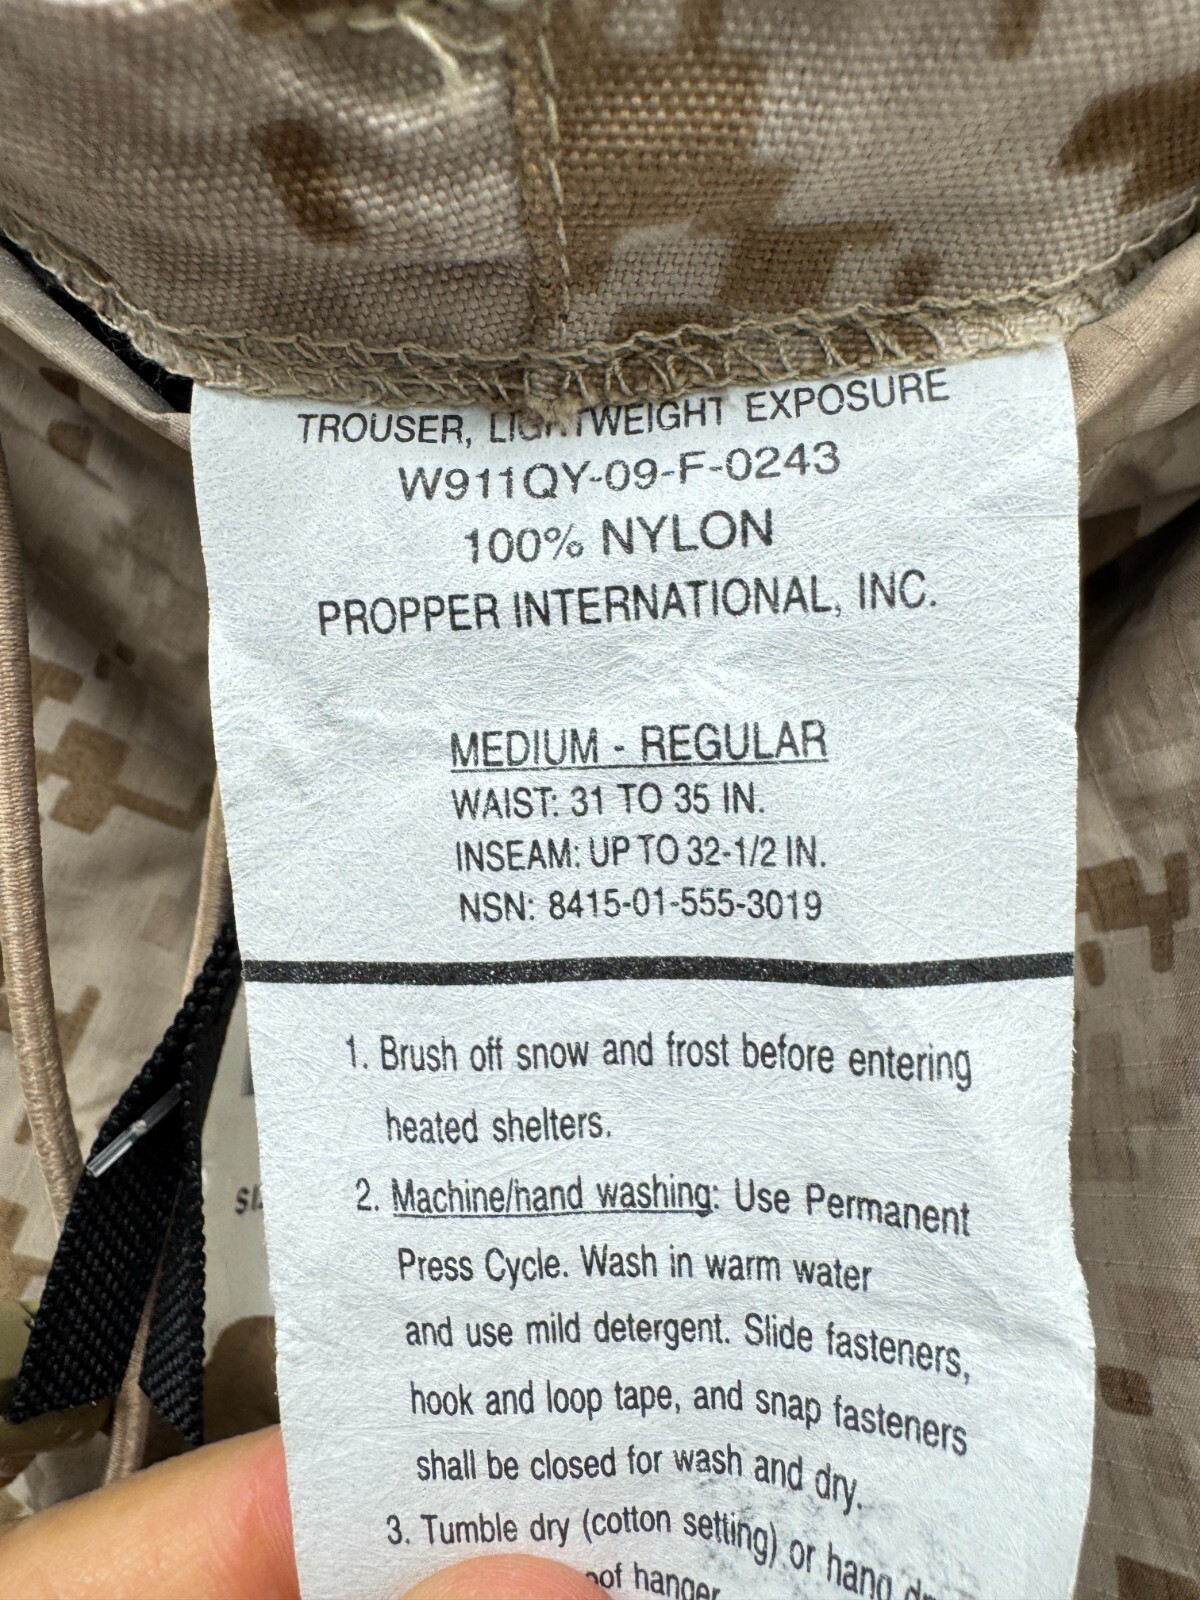 TROUSER, LIGHTWEIGHT EXPOSURE
W911QY-09-F-0243
100% NYLON
PROPPER INTERNATIONAL, INC.
MEDIUM - REGULAR
WAIST: 31 TO 35 IN.
INSEAM: UP TO 32-1/2 IN.
NSN: 8415-01-555-3019
1. Brush off snow and frost before entering
heated shelters.
2. Machine/hand washing: Use Permanent
Press Cycle. Wash in warm water
and use mild detergent. Slide fasteners,
hook and loop tape, and snap fasteners
shall be closed for wash and dry.
3. Tumble dry (cotton setting) or hang
hanger